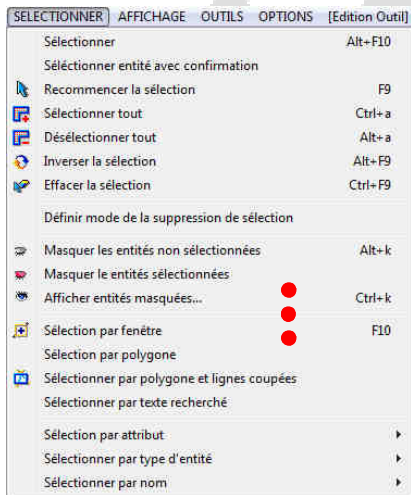 SELECTIONNER AFFICHAGE OUTILS OPTIONS [Edition Outil]
Sélectionner Alt+F10
Séléctionner entité avec confirmation
Recommencer la sélection F9
Sélectionner tout Ctrl+a
Désélectionner tout Alt+a
Inverser la sélection Alt+F9
Effacer la sélection Ctrl+F9
Définir mode de la suppression de sélection
Masquer les entités non sélectionnées Alt+k
Masquer le entités sélectionnées
Afficher entités masquées... Ctrl+k
Sélection par fenêtre F10
Sélection par polygone
Sélectionner par polygone et lignes coupées
Sélectionner par texte recherché
Sélection par attribut
Sélectionner par type d'entité
Sélectionner par nom